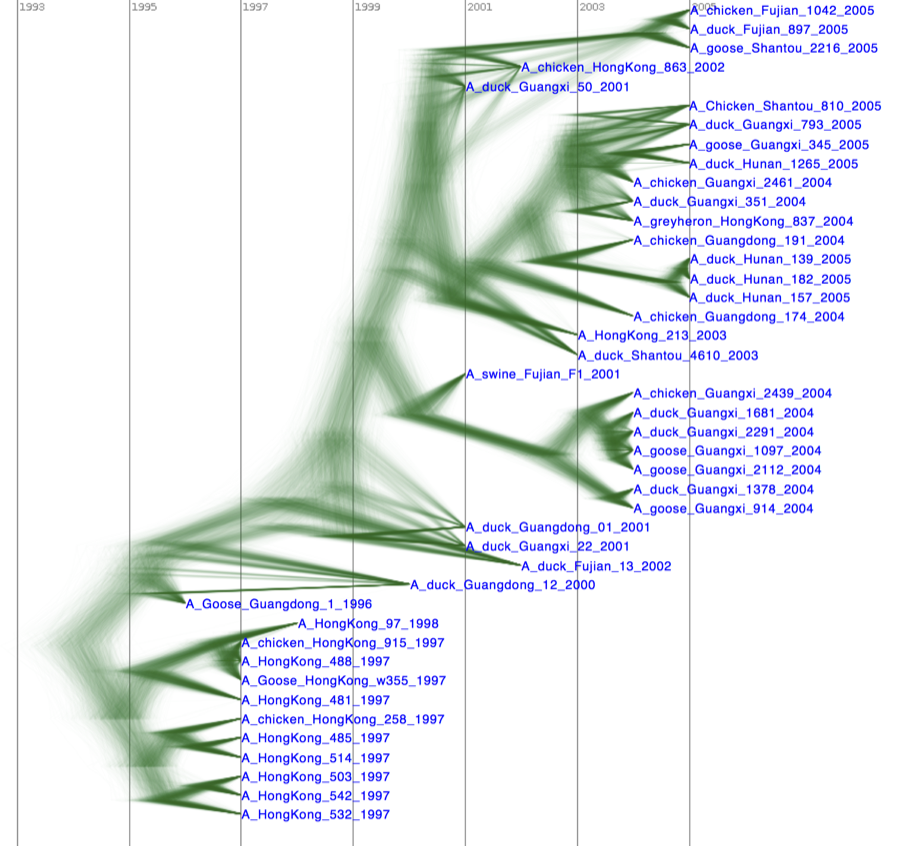 1993 1995 1997 1999 2001 2003 2005
A_chicken_Fujian_1042_2005
A_duck_Fujian_897_2005
A_goose_Shantou_2216_2005
A_chicken_HongKong_863_2002
A_duck_Guangxi_50_2001
A_Chicken_Shantou_810_2005
A_duck_Guangxi_793_2005
A_goose_Guangxi_345_2005
A_duck_Hunan_1265_2005
A_chicken_Guangxi_2461_2004
A_duck_Guangxi_351_2004
A_greyheron_HongKong_837_2004
A_chicken_Guangdong_191_2004
A_duck_Hunan_139_2005
A_duck_Hunan_182_2005
A_duck_Hunan_157_2005
A_chicken_Guangdong_174_2004
A_HongKong_213_2003
A_duck_Shantou_4610_2003
A_swine_Fujian_F1_2001
A_chicken_Guangxi_2439_2004
A_duck_Guangxi_1681_2004
A_duck_Guangxi_2291_2004
A_goose_Guangxi_1097_2004
A_goose_Guangxi_2112_2004
A_duck_Guangxi_1378_2004
A_goose_Guangxi_914_2004
A_duck_Guangdong_01_2001
A_duck_Guangxi_22_2001
A_duck_Fujian_13_2002
A_duck_Guangdong_12_2000
A_Goose_Guangdong_1_1996
A_HongKong_97_1998
A_chicken_HongKong_915_1997
A_HongKong_488_1997
A_Goose_HongKong_w355_1997
A_HongKong_481_1997
A_chicken_HongKong_258_1997
A_HongKong_485_1997
A_HongKong_514_1997
A_HongKong_503_1997
A_HongKong_542_1997
A_HongKong_532_1997